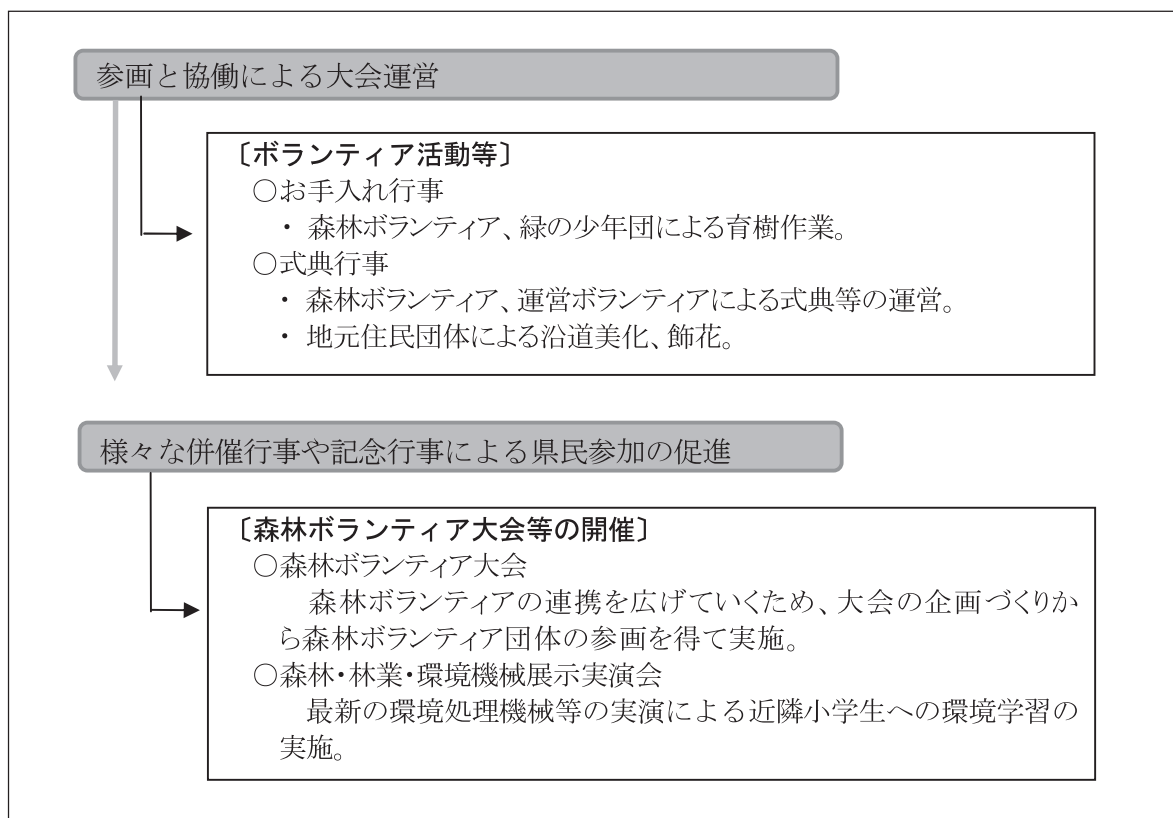 参画と協働による大会運営
〔ボランティア活動等〕
○お手入れ行事
・ 森林ボランティア、緑の少年団による育樹作業。
○式典行事
・ 森林ボランティア、運営ボランティアによる式典等の運営。
・ 地元住民団体による沿道美化、飾花。
様々な併催行事や記念行事による県民参加の促進
〔森林ボランティア大会等の開催〕
○森林ボランティア大会
森林ボランティアの連携を広げていくため、大会の企画づくりか
ら森林ボランティア団体の参画を得て実施。
○森林・林業・環境機械展示実演会
最新の環境処理機械等の実演による近隣小学生への環境学習の
実施。